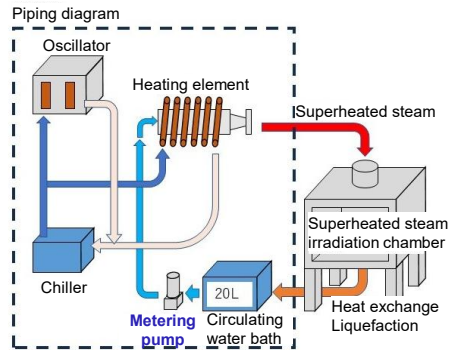 Piping diagram
Oscillator
Heating element
Superheated steam
Superheated steam
irradiation chamber
Chiller
20L
Metering
pump
Circulating
water bath
Heat exchange
Liquefaction